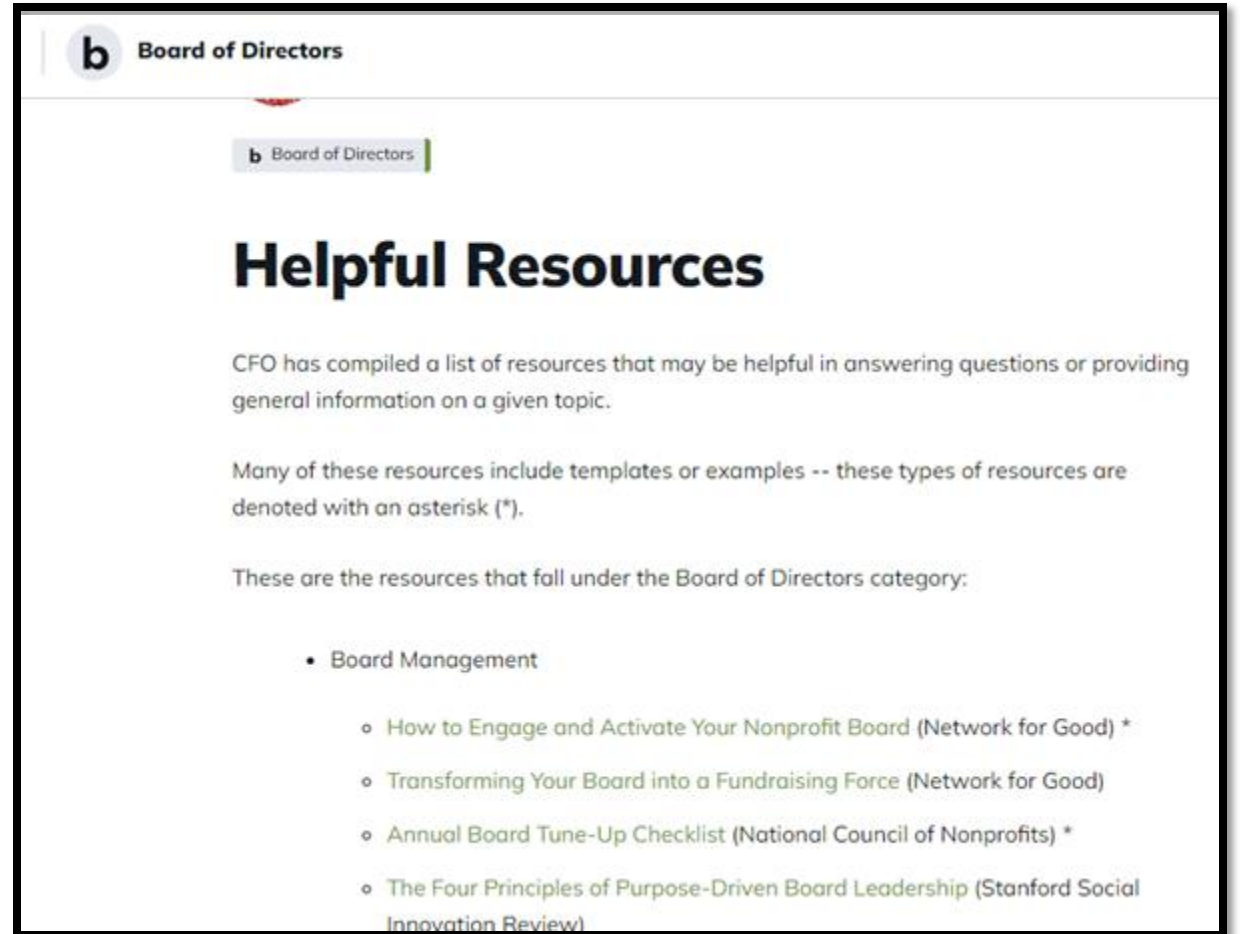 b Board of Directors
b Board of Directors
Helpful Resources
CFO has compiled a list of resources that may be helpful in answering questions or providing
general information on a given topic.
Many of these resources include templates or examples -- these types of resources are
denoted with an asterisk (*).
These are the resources that fall under the Board of Directors category:
• Board Management
◦ How to Engage and Activate Your Nonprofit Board (Network for Good) *
◦ Transforming Your Board into a Fundraising Force (Network for Good)
◦ Annual Board Tune-Up Checklist (National Council of Nonprofits) *
◦ The Four Principles of Purpose-Driven Board Leadership (Stanford Social
Innovation Review)